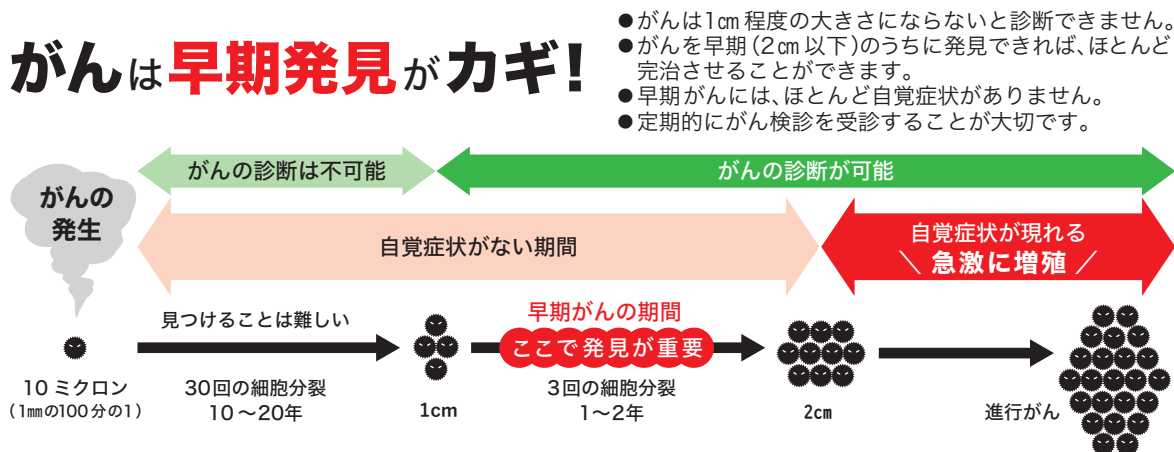 がんは早期発見がカギ!
●がんは1㎝程度の大きさにならないと診断できません。
●がんを早期(2㎝以下)のうちに発見できれば、ほとんど
完治させることができます。
●早期がんには、ほとんど自覚症状がありません。
●定期的にがん検診を受診することが大切です。
がんの
発生
がんの診断は不可能
がんの診断が可能
自覚症状がない期間
自覚症状が現れる
＼ 急激に増殖 ／
見つけることは難しい
早期がんの期間
ここで発見が重要
10 ミクロン
(1㎜の100分の1)
30回の細胞分裂
10～20年
1cm
3回の細胞分裂
1～2年
2cm
進行がん